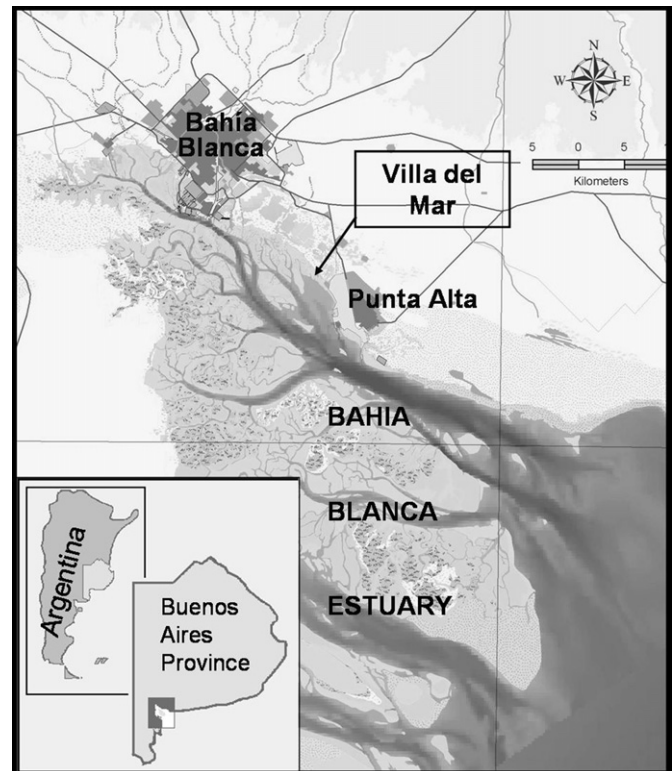 N
W E
S
Bahía
Blanca
5 0 5
Kilometers
Villa del
Mar
Punta Alta
BAHIA
BLANCA
ESTUARY
Argentina
Buenos
Aires
Province